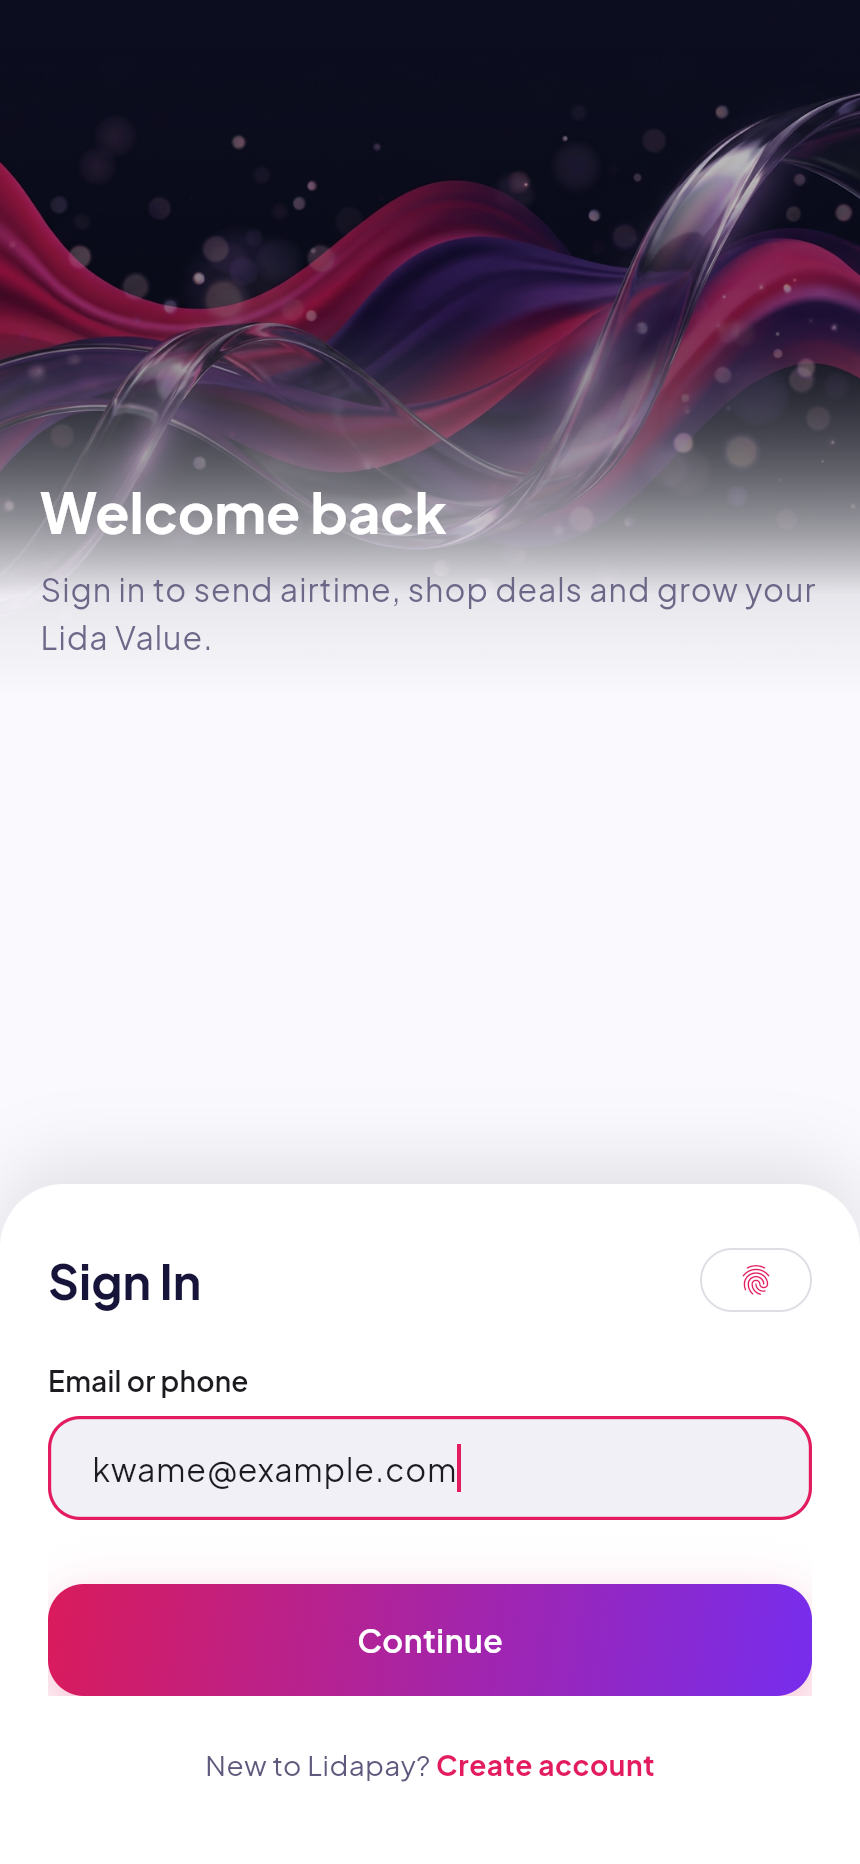 Welcome back
Sign in to send airtime, shop deals and grow your
Lida Value.
Sign In
Email or phone
kwame@example.com
Continue
New to Lidapay? Create account